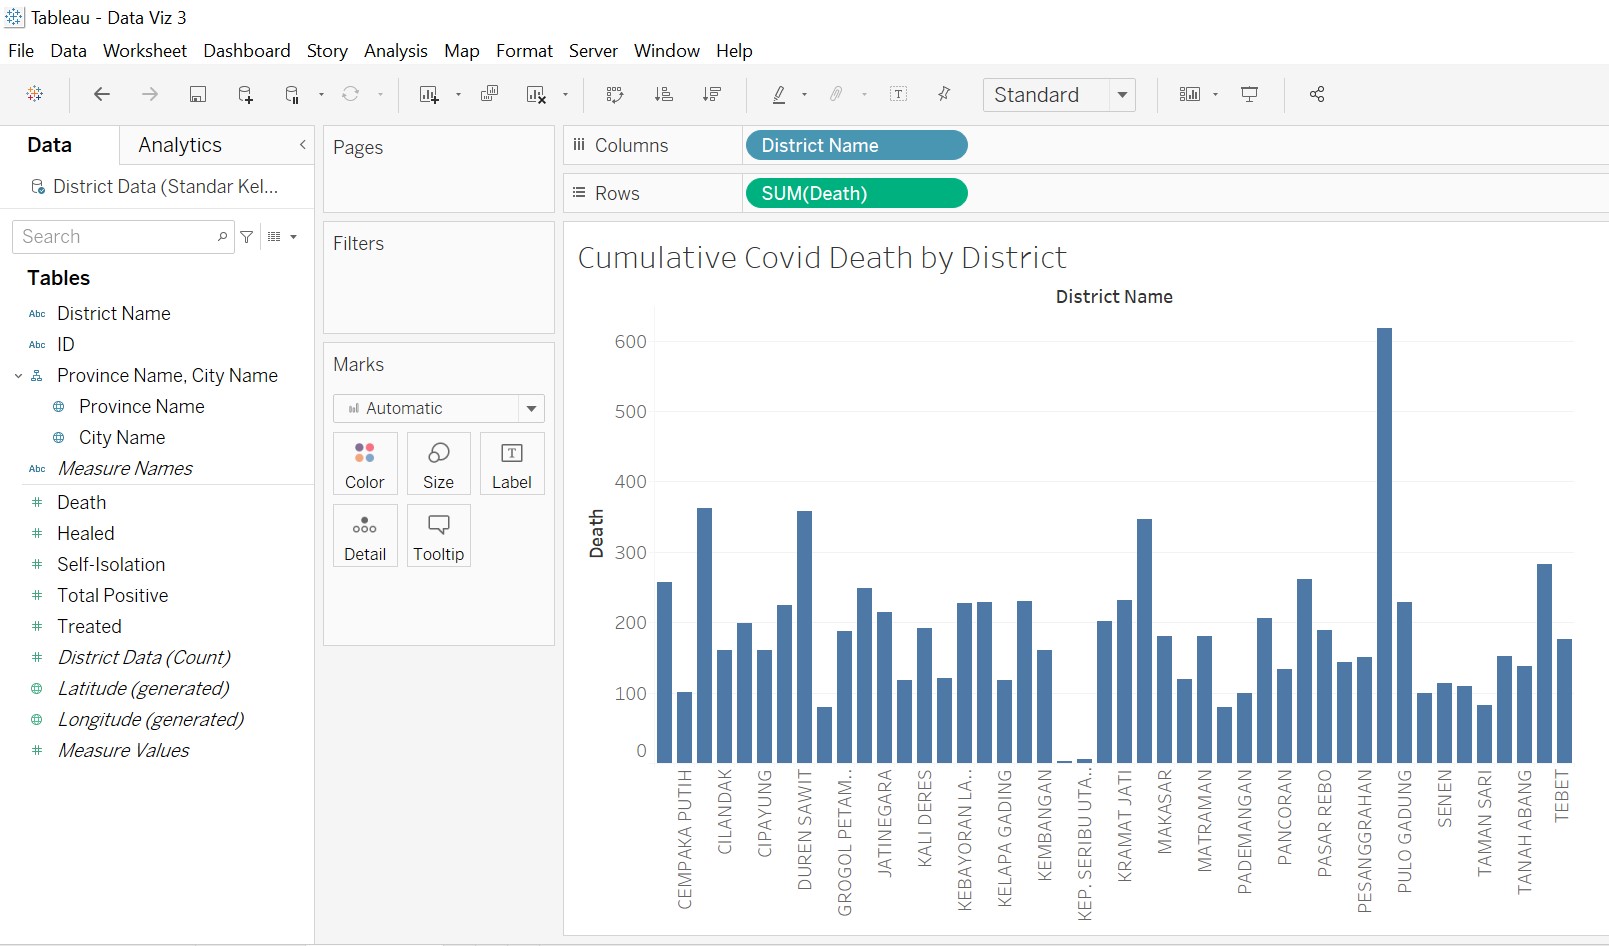 Tableau - Data Viz 3
File Data Worksheet Dashboard Story Analysis Map Format Server Window Help
Standard
Data Analytics
District Data (Standar Kel...
Search
Tables
Abc District Name
Abc ID
Province Name, City Name
Province Name
City Name
Abc Measure Names
# Death
# Healed
# Self-Isolation
# Total Positive
# Treated
# District Data (Count)
Latitude (generated)
Longitude (generated)
# Measure Values
Pages
Filters
Marks
Automatic
Color Size Label
Detail Tooltip
Columns District Name
Rows SUM(Death)
Cumulative Covid Death by District
District Name
Death
600
500
400
300
200
100
0
CEMPAKA PUTIH
CILANDAK
CIPAYUNG
DUREN SAWIT
GROGOL PETAM..
JATINEGARA
KALI DERES
KEBAYORAN LA..
KELAPA GADING
KEMBANGAN
KEP. SERIBU UTA..
KRAMAT JATI
MAKASAR
MATRAMAN
PADEMANGAN
PANCORAN
PASAR REBO
PESANGGRAHAN
PULO GADUNG
SENEN
TAMAN SARI
TANAH ABANG
TEBET